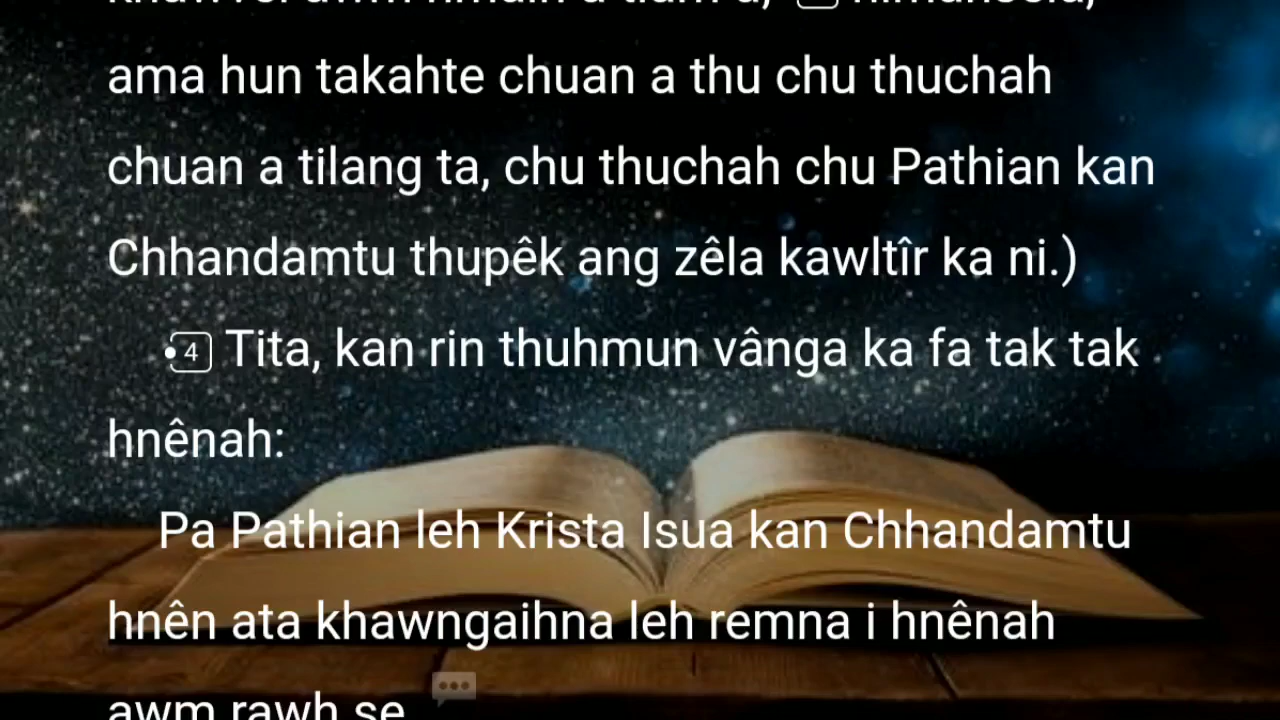 ama hun takahte chuan a thu chu thuchah
chuan a tilang ta, chu thuchah chu Pathian kan
Chhandamtu thupêk ang zêla kawltîr ka ni.)
4 Tita, kan rin thuhmun vânga ka fa tak tak
hnênah:
Pa Pathian leh Krista Isua kan Chhandamtu
hnên ata khawngaihna leh remna i hnênah
awm rawh se